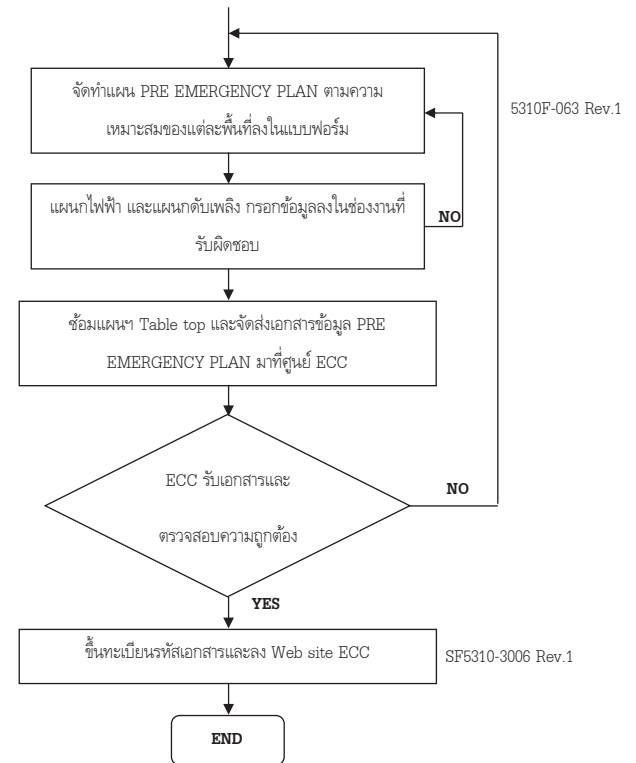 จัดทำแผน PRE EMERGENCY PLAN ตามความ
เหมาะสมของแต่ละพื้นที่ลงในแบบฟอร์ม
5310F-063 Rev.1
แผนกไฟฟ้า และแผนกดับเพลิง กรอกข้อมูลลงในช่องงานที่
รับผิดชอบ
NO
ซ้อมแผนฯ Table top และจัดส่งเอกสารข้อมูล PRE
EMERGENCY PLAN มาที่ศูนย์ ECC
ECC รับเอกสารและ
ตรวจสอบความถูกต้อง
NO
YES
ขึ้นทะเบียนรหัสเอกสารและลง Web site ECC
SF5310-3006 Rev.1
END